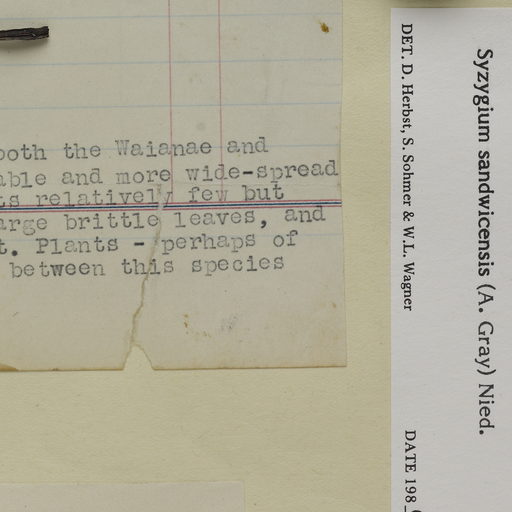 both the Waianae and
able and more wide-spread
ts relatively few but
arge brittle leaves, and
t. Plants - perhaps of
between this species
Syzygium sandwicensis (A. Gray) Nied.
DET. D. Herbst, S. Sohmer & W.L. Wagner
DATE 198_